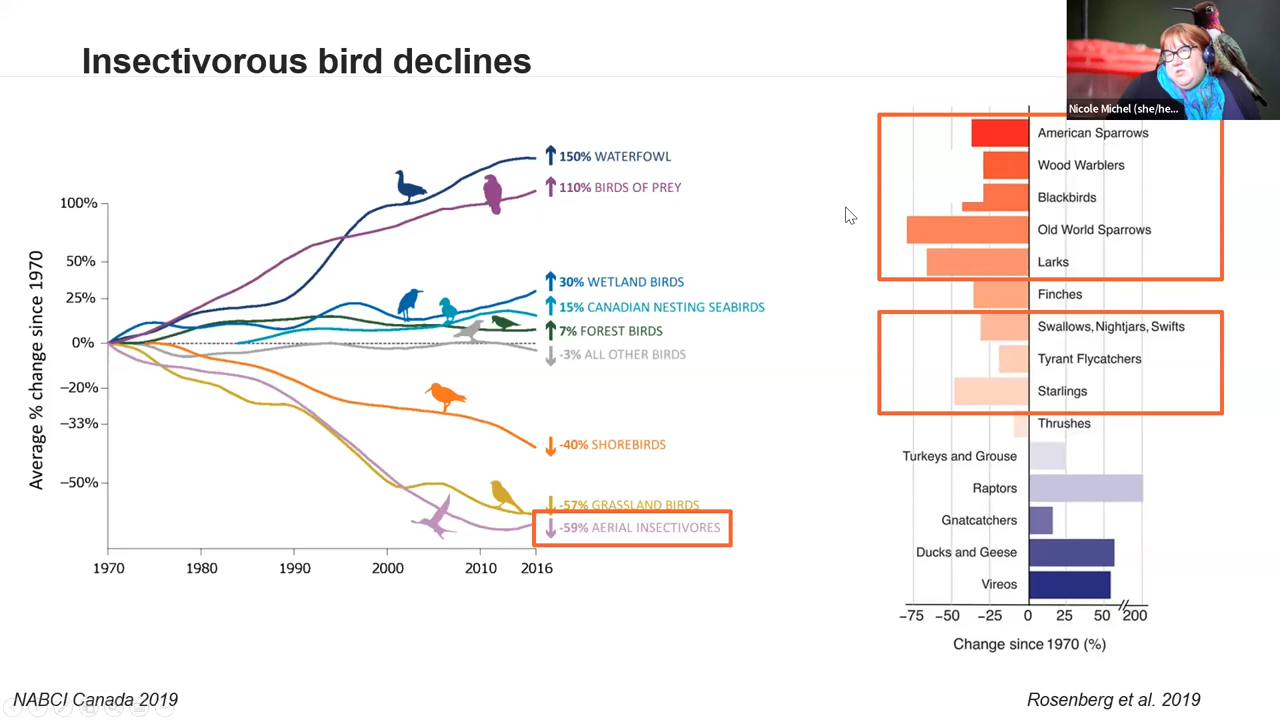 Insectivorous bird declines
Nicole Michel (she/he...
150% WATERFOWL
110% BIRDS OF PREY
30% WETLAND BIRDS
15% CANADIAN NESTING SEABIRDS
7% FOREST BIRDS
-3% ALL OTHER BIRDS
-40% SHOREBIRDS
-57% GRASSLAND BIRDS
-59% AERIAL INSECTIVORES
Average % change since 1970
100%
50%
25%
0%
−20%
−33%
−50%
1970 1980 1990 2000 2010 2016
American Sparrows
Wood Warblers
Blackbirds
Old World Sparrows
Larks
Finches
Swallows, Nightjars, Swifts
Tyrant Flycatchers
Starlings
Thrushes
Turkeys and Grouse
Raptors
Gnatcatchers
Ducks and Geese
Vireos
−75 −50 −25 0 25 50 200
Change since 1970 (%)
NABCI Canada 2019
Rosenberg et al. 2019